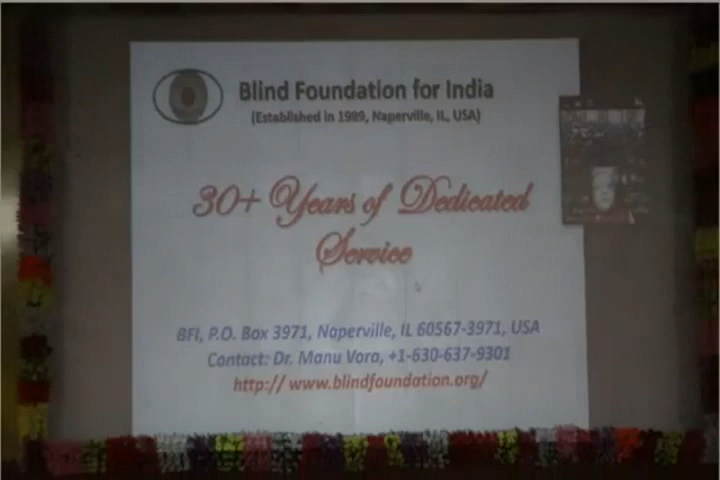 Blind Foundation for India
(Established in 1989, Naperville, IL, USA)
30+ Years of Dedicated
Service
BFI, P.O. Box 3971, Naperville, IL 60567-3971, USA
Contact: Dr. Manu Vora, +1-630-637-9301
http:// www.blindfoundation.org/